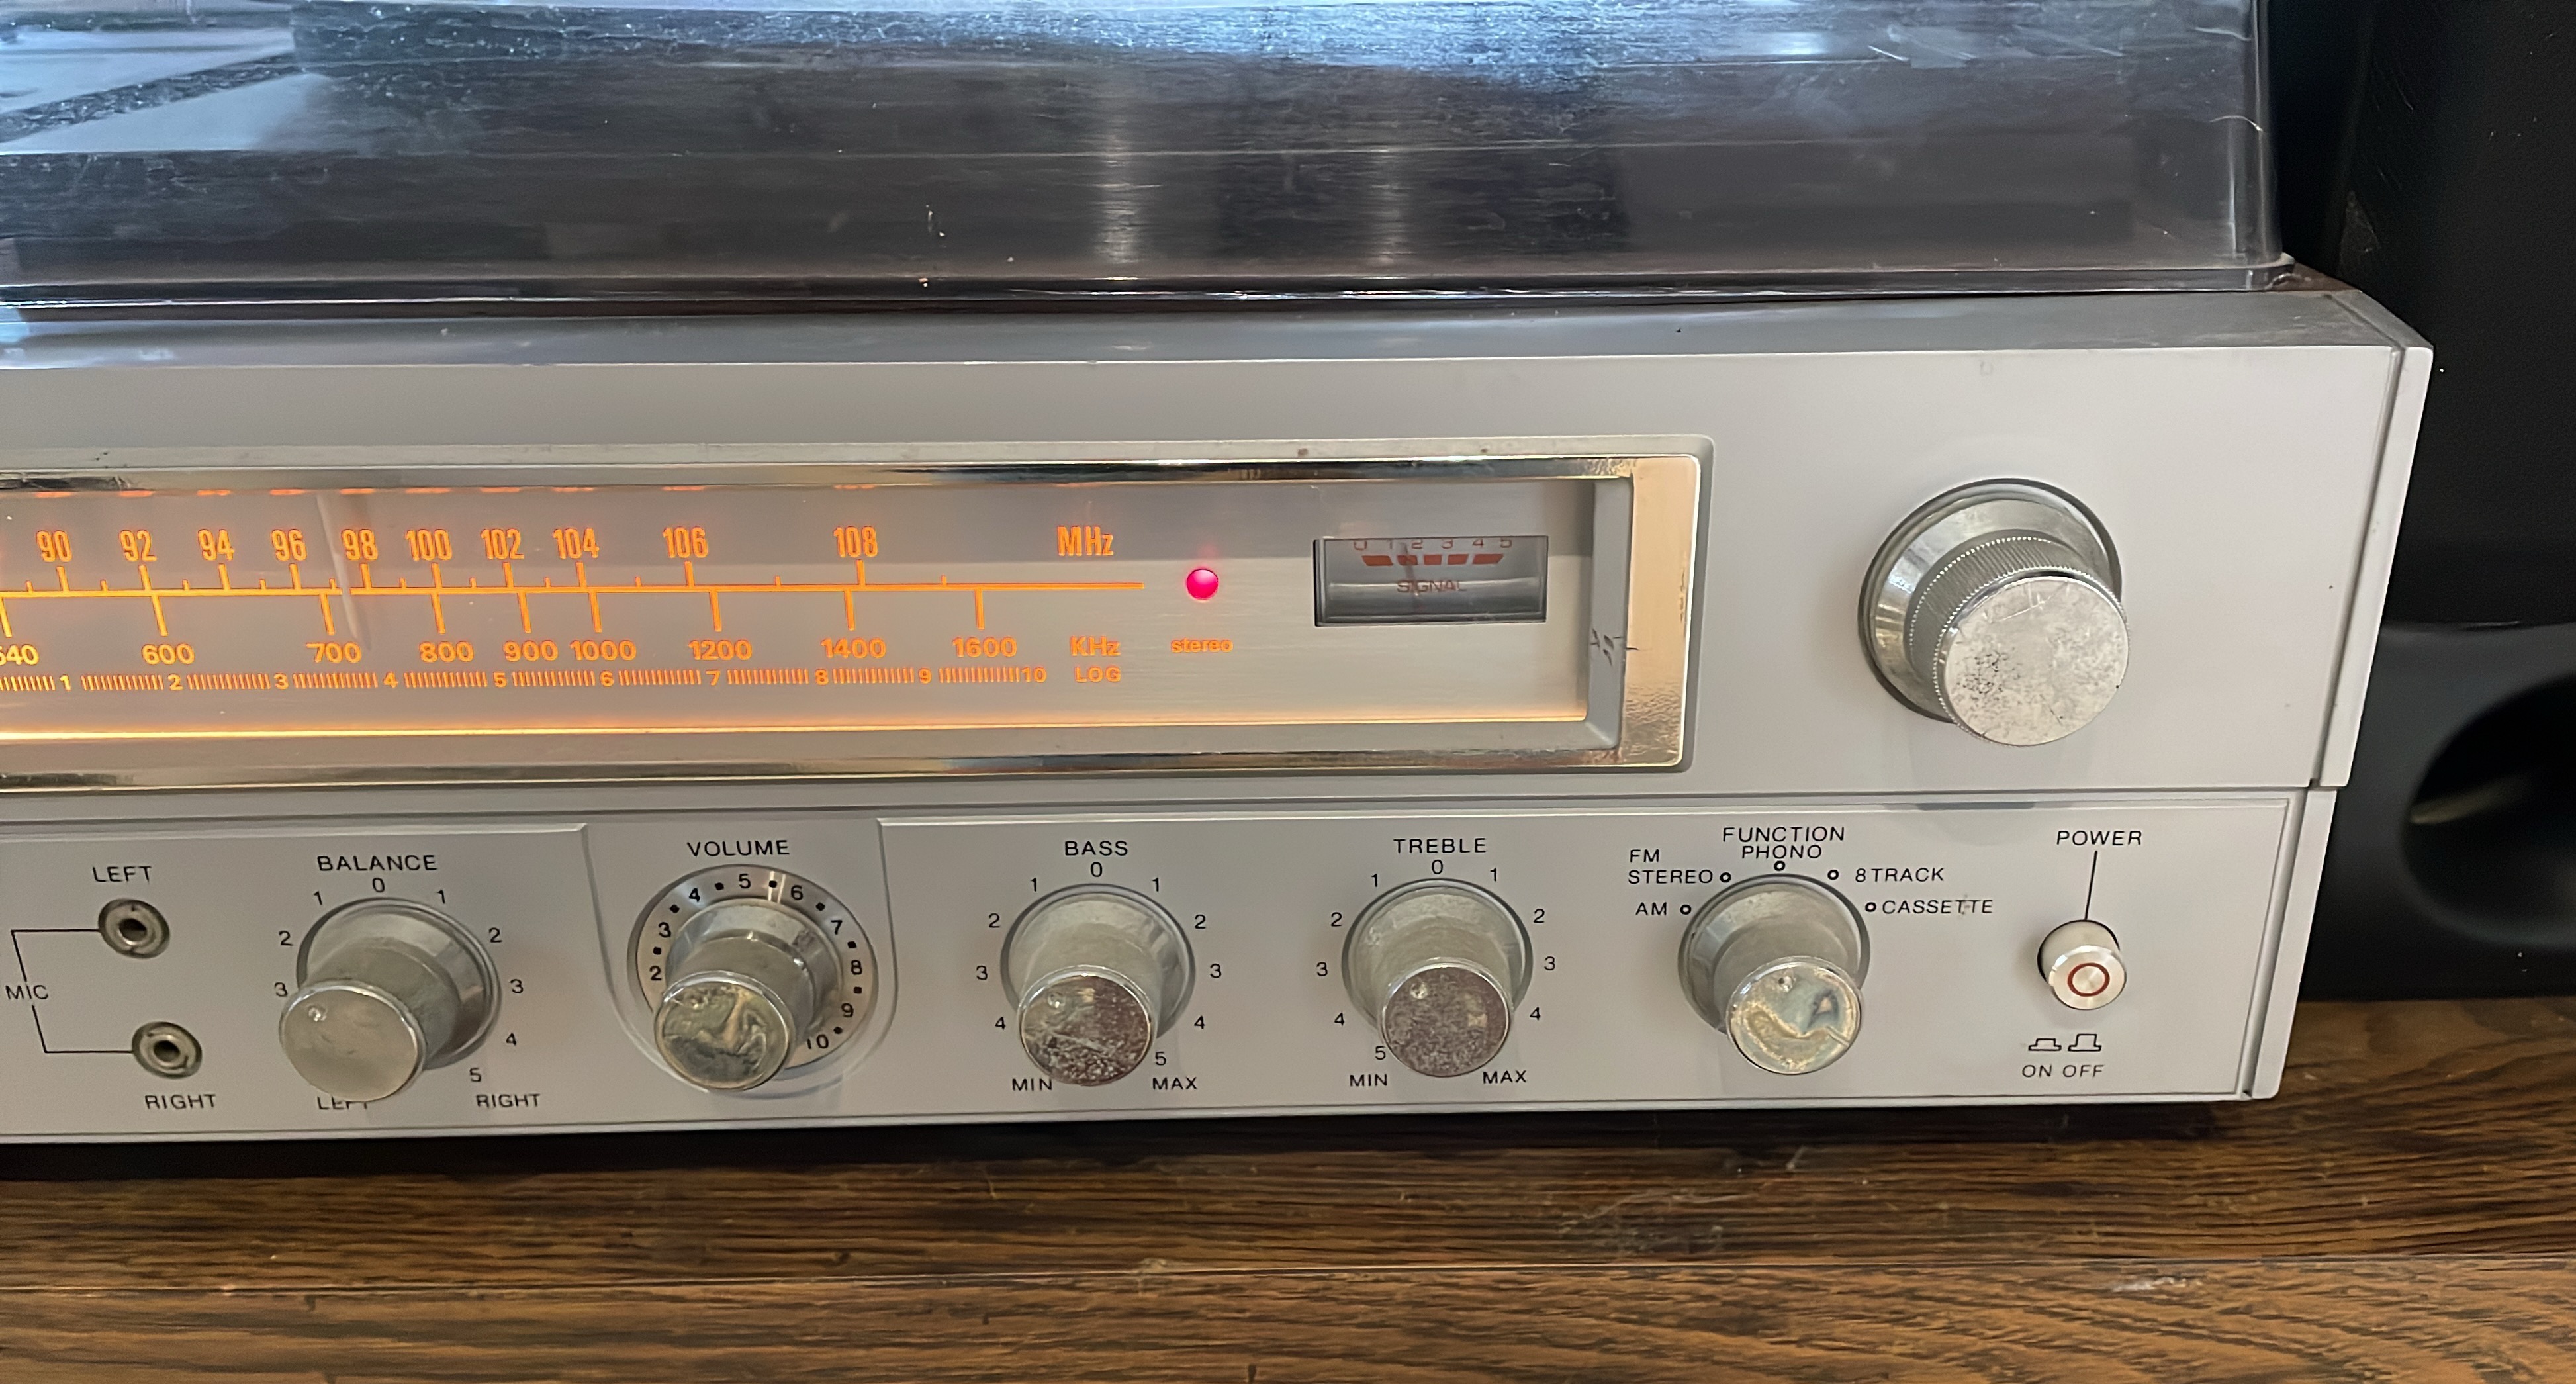 90 92 94 96 98 100 102 104 106 108 MHz
540 600 700 800 900 1000 1200 1400 1600 KHz
1 2 3 4 5 6 7 8 9 10 LOG
stereo
0 1 2 3 4 5
SIGNAL
LEFT
MIC
RIGHT
BALANCE
0
1 1
2 2
3 3
4
5
LEFT RIGHT
VOLUME
2 3 4 5 6 7 8 9 10
BASS
0
1 1
2 2
3 3
4 4
5
MIN MAX
TREBLE
0
1 1
2 2
3 3
4 4
5
MIN MAX
FUNCTION
PHONO
FM
STEREO
8 TRACK
AM
CASSETTE
POWER
ON OFF